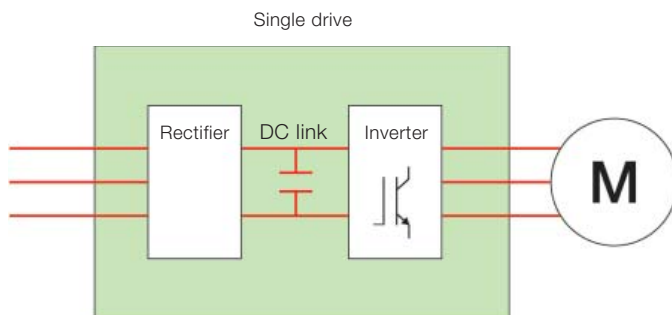 Single drive
Rectifier
DC link
Inverter
M